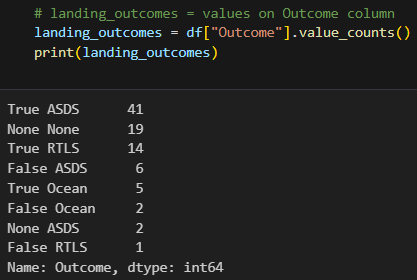 # landing_outcomes = values on Outcome column
landing_outcomes = df["Outcome"].value_counts()
print(landing_outcomes)
True ASDS      41
None None      19
True RTLS      14
False ASDS      6
True Ocean      5
False Ocean     2
None ASDS       2
False RTLS      1
Name: Outcome, dtype: int64